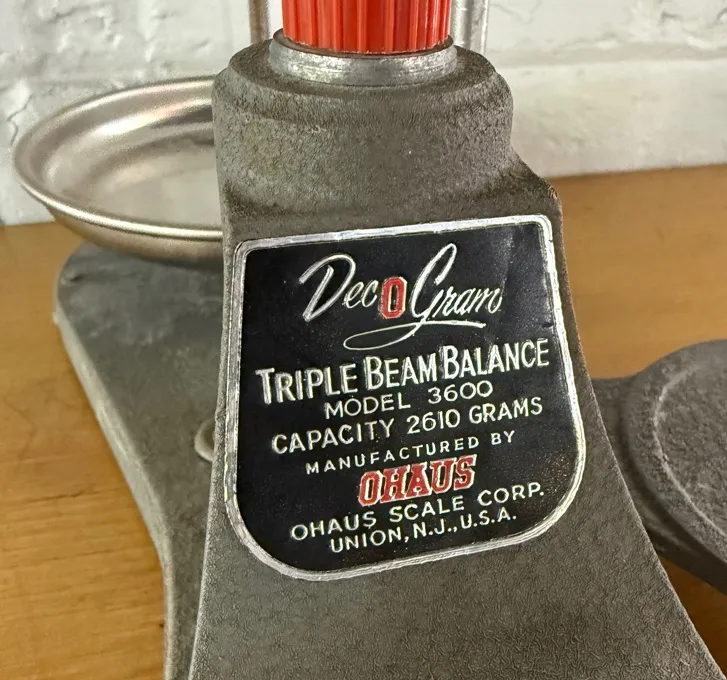 DecOGram
TRIPLE BEAM BALANCE
MODEL 3600
CAPACITY 2610 GRAMS
MANUFACTURED BY
OHAUS
OHAUS SCALE CORP.
UNION, N.J., U.S.A.